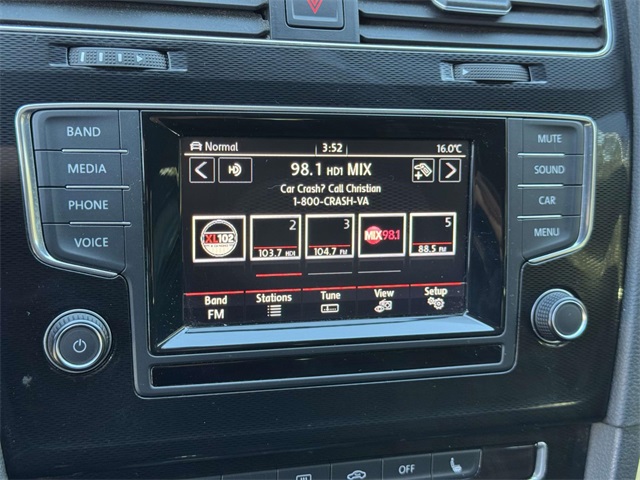 BAND
MEDIA
PHONE
VOICE
Normal 3:52 16.0°C
98.1 HD1 MIX
Car Crash? Call Christian
1-800-CRASH-VA
XL102
2
103.7 HD1
3
104.7 FM
MIX98.1
5
88.5 FM
Band
FM
Stations
Tune
View
Setup
MUTE
SOUND
CAR
MENU
OFF